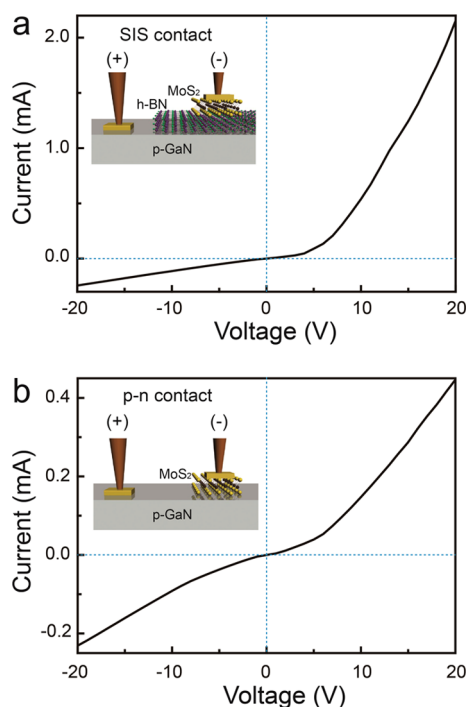 a
SIS contact
(+)
(-)
MoS₂
h-BN
p-GaN
Current (mA)
2.0
1.0
0.0
-20
-10
0
10
20
Voltage (V)
b
p-n contact
(+)
(-)
MoS₂
p-GaN
Current (mA)
0.4
0.2
0.0
-0.2
-20
-10
0
10
20
Voltage (V)